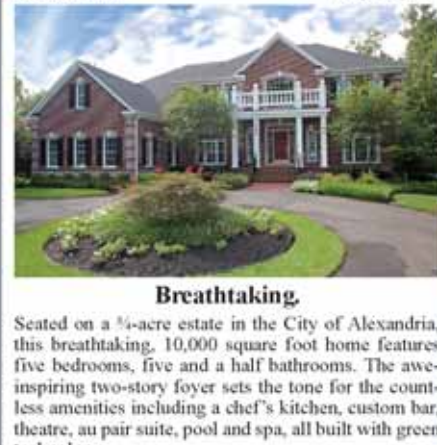 Breathtaking.
Seated on a ¾-acre estate in the City of Alexandria,
this breathtaking, 10,000 square foot home features
five bedrooms, five and a half bathrooms. The awe-
inspiring two-story foyer sets the tone for the count-
less amenities including a chef's kitchen, custom bar,
theatre, au pair suite, pool and spa, all built with green